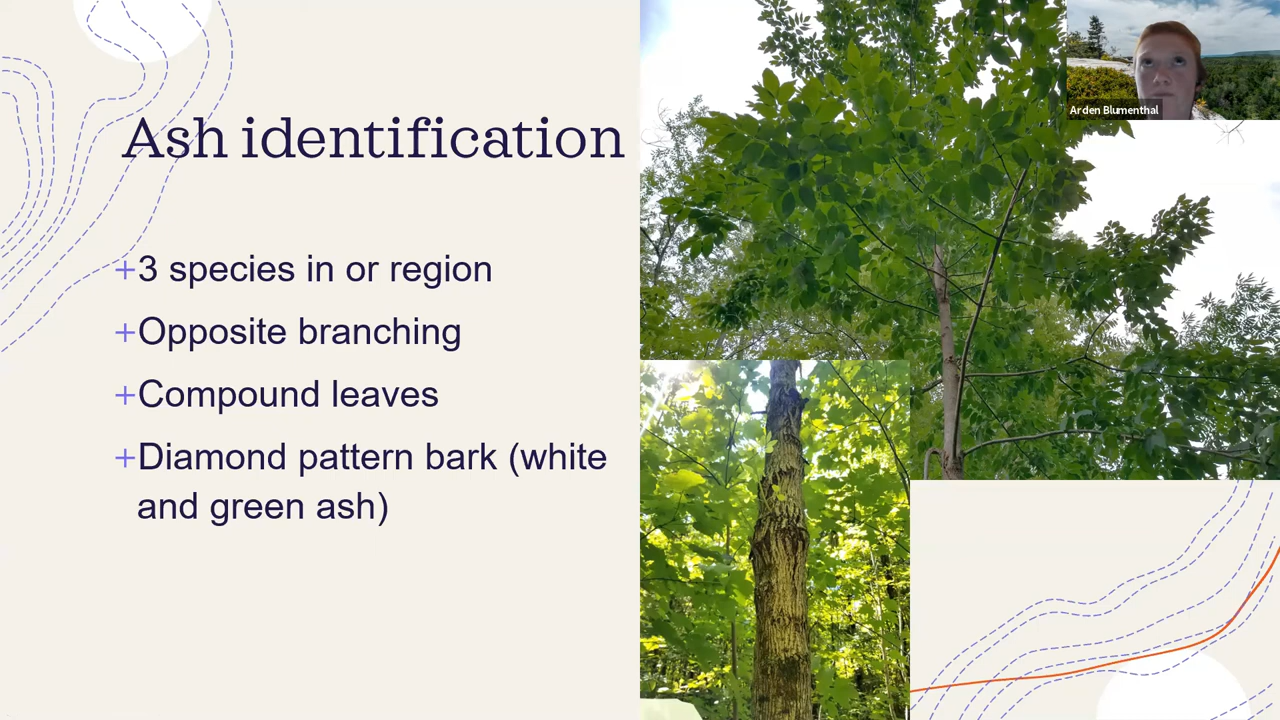 Ash identification
+3 species in or region
+Opposite branching
+Compound leaves
+Diamond pattern bark (white
and green ash)
Arden Blumenthal